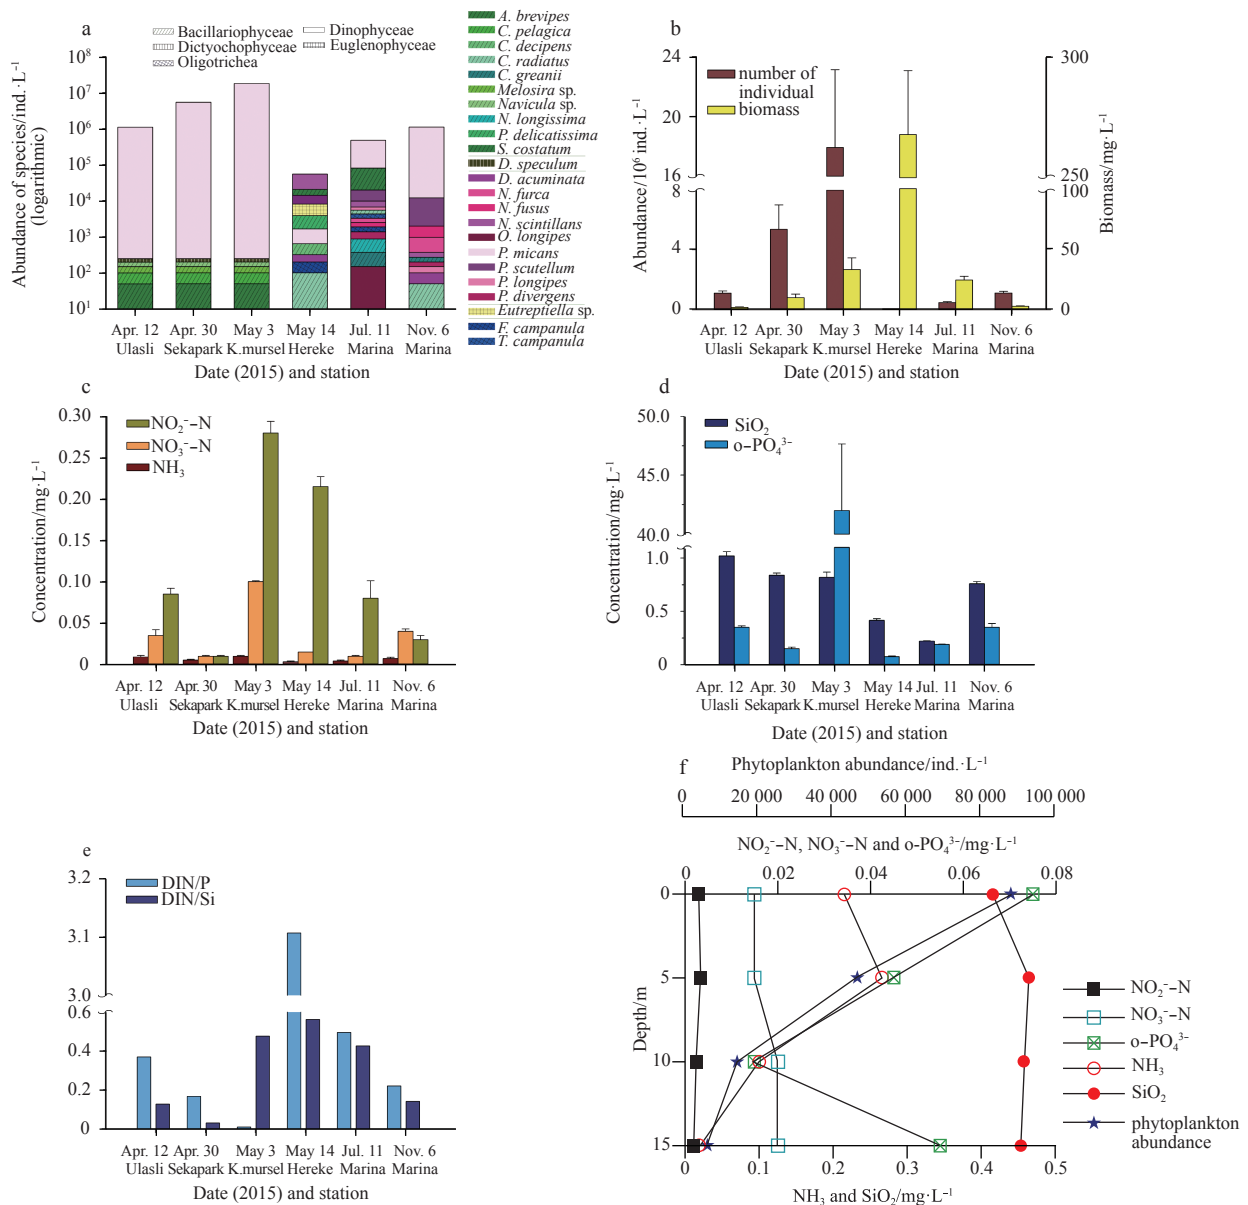 a
Bacillariophyceae
Dinophyceae
Dictyochophyceae
Euglenophyceae
Oligotrichea
Abundance of species/ind.·L⁻¹
(logarithmic)
10⁸
10⁷
10⁶
10⁵
10⁴
10³
10²
10¹
Apr. 12 Apr. 30 May 3 May 14 Jul. 11 Nov. 6
Ulasli Sekapark K.mursel Hereke Marina Marina
Date (2015) and station
A. brevipes
C. pelagica
C. decipens
C. radiatus
C. greanii
Melosira sp.
Navicula sp.
N. longissima
P. delicatissima
S. costatum
D. speculum
D. acuminata
N. furca
N. fusus
N. scintillans
O. longipes
P. micans
P. scutellum
P. longipes
P. divergens
Eutreptiella sp.
F. campanula
T. campanula
b
number of
individual
biomass
Abundance/10⁶ ind.·L⁻¹
24
20
16
8
4
0
Biomass/mg·L⁻¹
300
250
100
50
0
Apr. 12 Apr. 30 May 3 May 14 Jul. 11 Nov. 6
Ulasli Sekapark K.mursel Hereke Marina Marina
Date (2015) and station
c
NO₂⁻–N
NO₃⁻–N
NH₃
Concentration/mg·L⁻¹
0.30
0.25
0.20
0.15
0.10
0.05
0
Apr. 12 Apr. 30 May 3 May 14 Jul. 11 Nov. 6
Ulasli Sekapark K.mursel Hereke Marina Marina
Date (2015) and station
d
SiO₂
o–PO₄³⁻
Concentration/mg·L⁻¹
50.0
45.0
40.0
1.0
0.5
0
Apr. 12 Apr. 30 May 3 May 14 Jul. 11 Nov. 6
Ulasli Sekapark K.mursel Hereke Marina Marina
Date (2015) and station
e
DIN/P
DIN/Si
3.2
3.1
3.0
0.6
0.4
0.2
0
Apr. 12 Apr. 30 May 3 May 14 Jul. 11 Nov. 6
Ulasli Sekapark K.mursel Hereke Marina Marina
Date (2015) and station
f
Phytoplankton abundance/ind.·L⁻¹
0 20 000 40 000 60 000 80 000 100 000
NO₂⁻–N, NO₃⁻–N and o-PO₄³⁻/mg·L⁻¹
0 0.02 0.04 0.06 0.08
Depth/m
0
5
10
15
0 0.1 0.2 0.3 0.4 0.5
NH₃ and SiO₂/mg·L⁻¹
NO₂⁻–N
NO₃⁻–N
o-PO₄³⁻
NH₃
SiO₂
phytoplankton
abundance